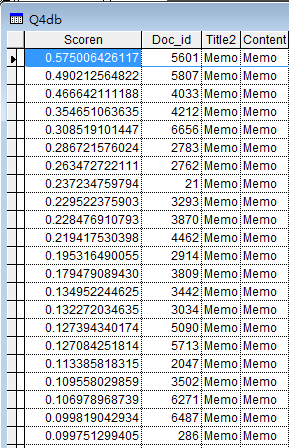 Q4db
Scoren Doc_id Title2 Content
0.575006426117 5601 Memo Memo
0.490212564822 5807 Memo Memo
0.466642111188 4033 Memo Memo
0.354651063635 4212 Memo Memo
0.308519101447 6656 Memo Memo
0.286721576024 2783 Memo Memo
0.263472722111 2762 Memo Memo
0.237234759794 21 Memo Memo
0.229522375903 3293 Memo Memo
0.228476910793 3870 Memo Memo
0.219417530398 4462 Memo Memo
0.195316490055 2914 Memo Memo
0.179479089430 3809 Memo Memo
0.134952244625 3442 Memo Memo
0.132272034635 3034 Memo Memo
0.127394340174 5090 Memo Memo
0.127084251814 5713 Memo Memo
0.113385818315 2047 Memo Memo
0.109558029859 3502 Memo Memo
0.106978968739 6271 Memo Memo
0.099819042934 6487 Memo Memo
0.099751299405 286 Memo Memo